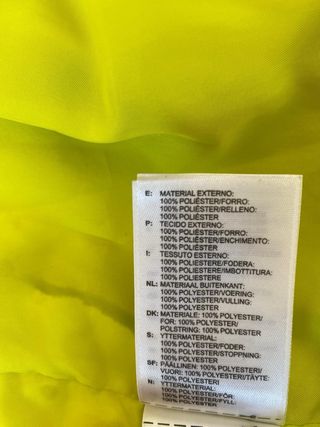 E: MATERIAL EXTERNO:
100% POLIÉSTER/FORRO:
100% POLIÉSTER/RELLENO:
100% POLIÉSTER
P: TECIDO EXTERNO:
100% POLIÉSTER/FORRO:
100% POLIÉSTER/ENCHIMENTO:
100% POLIÉSTER
I: TESSUTO ESTERNO:
100% POLIESTERE/FODERA:
100% POLIESTERE/IMBOTTITURA:
100% POLIESTERE
NL: MATERIAAL BUITENKANT:
100% POLYESTER/VOERING:
100% POLYESTER/VULLING:
100% POLYESTER
DK: MATERIALE: 100% POLYESTER/
FOR: 100% POLYESTER/
POLSTRING: 100% POLYESTER
S: YTTERMATERIAL:
100% POLYESTER/FODER:
100% POLYESTER/STOPPNING:
100% POLYESTER
SF: PÄÄLLINEN: 100% POLYESTERI/
VUORI: 100% POLYESTERI/TÄYTE:
100% POLYESTERI
N: YTTERMATERIAL:
100% POLYESTER/FÔR:
100% POLYESTER/FYLL:
100% POLYESTER